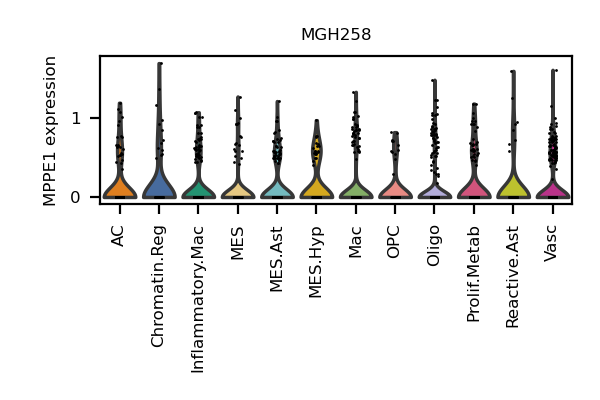 MGH258
MPPE1 expression
1
0
AC
Chromatin.Reg
Inflammatory.Mac
MES
MES.Ast
MES.Hyp
Mac
OPC
Oligo
Prolif.Metab
Reactive.Ast
Vasc